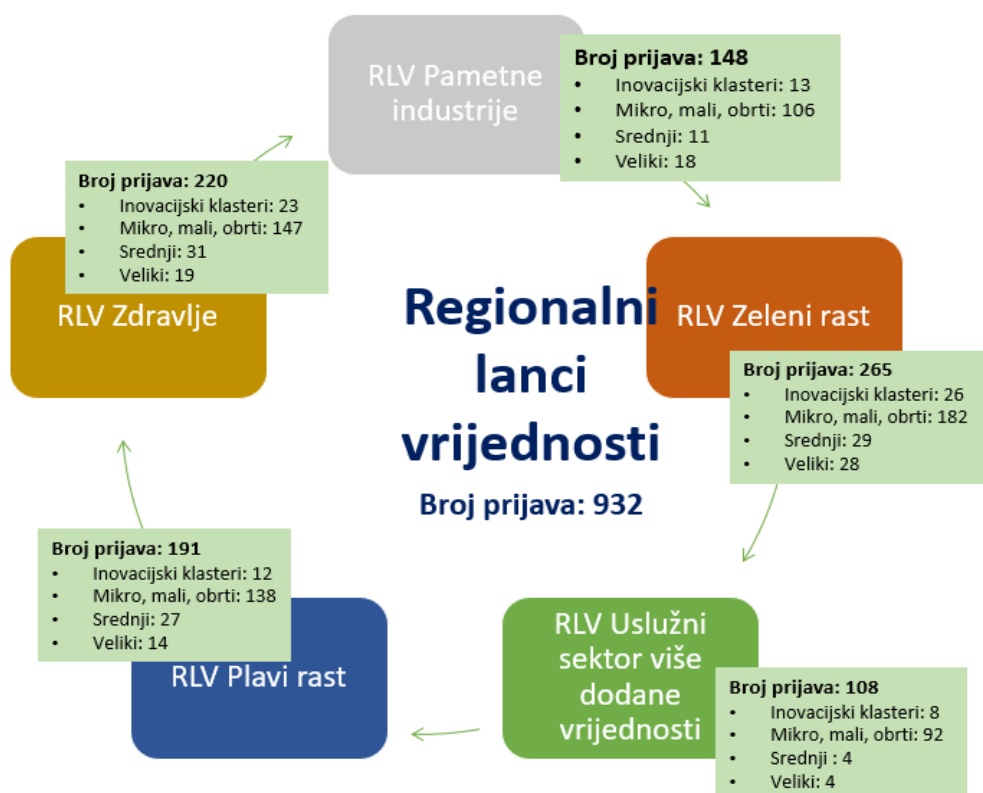 RLV Pametne
industrije
Broj prijava: 148
• Inovacijski klasteri: 13
• Mikro, mali, obrti: 106
• Srednji: 11
• Veliki: 18
Broj prijava: 220
• Inovacijski klasteri: 23
• Mikro, mali, obrti: 147
• Srednji: 31
• Veliki: 19
RLV Zdravlje
Regionalni
lanci
vrijednosti
Broj prijava: 932
RLV Zeleni rast
Broj prijava: 265
• Inovacijski klasteri: 26
• Mikro, mali, obrti: 182
• Srednji: 29
• Veliki: 28
Broj prijava: 191
• Inovacijski klasteri: 12
• Mikro, mali, obrti: 138
• Srednji: 27
• Veliki: 14
RLV Plavi rast
RLV Uslužni
sektor više
dodane
vrijednosti
Broj prijava: 108
• Inovacijski klasteri: 8
• Mikro, mali, obrti: 92
• Srednji : 4
• Veliki: 4